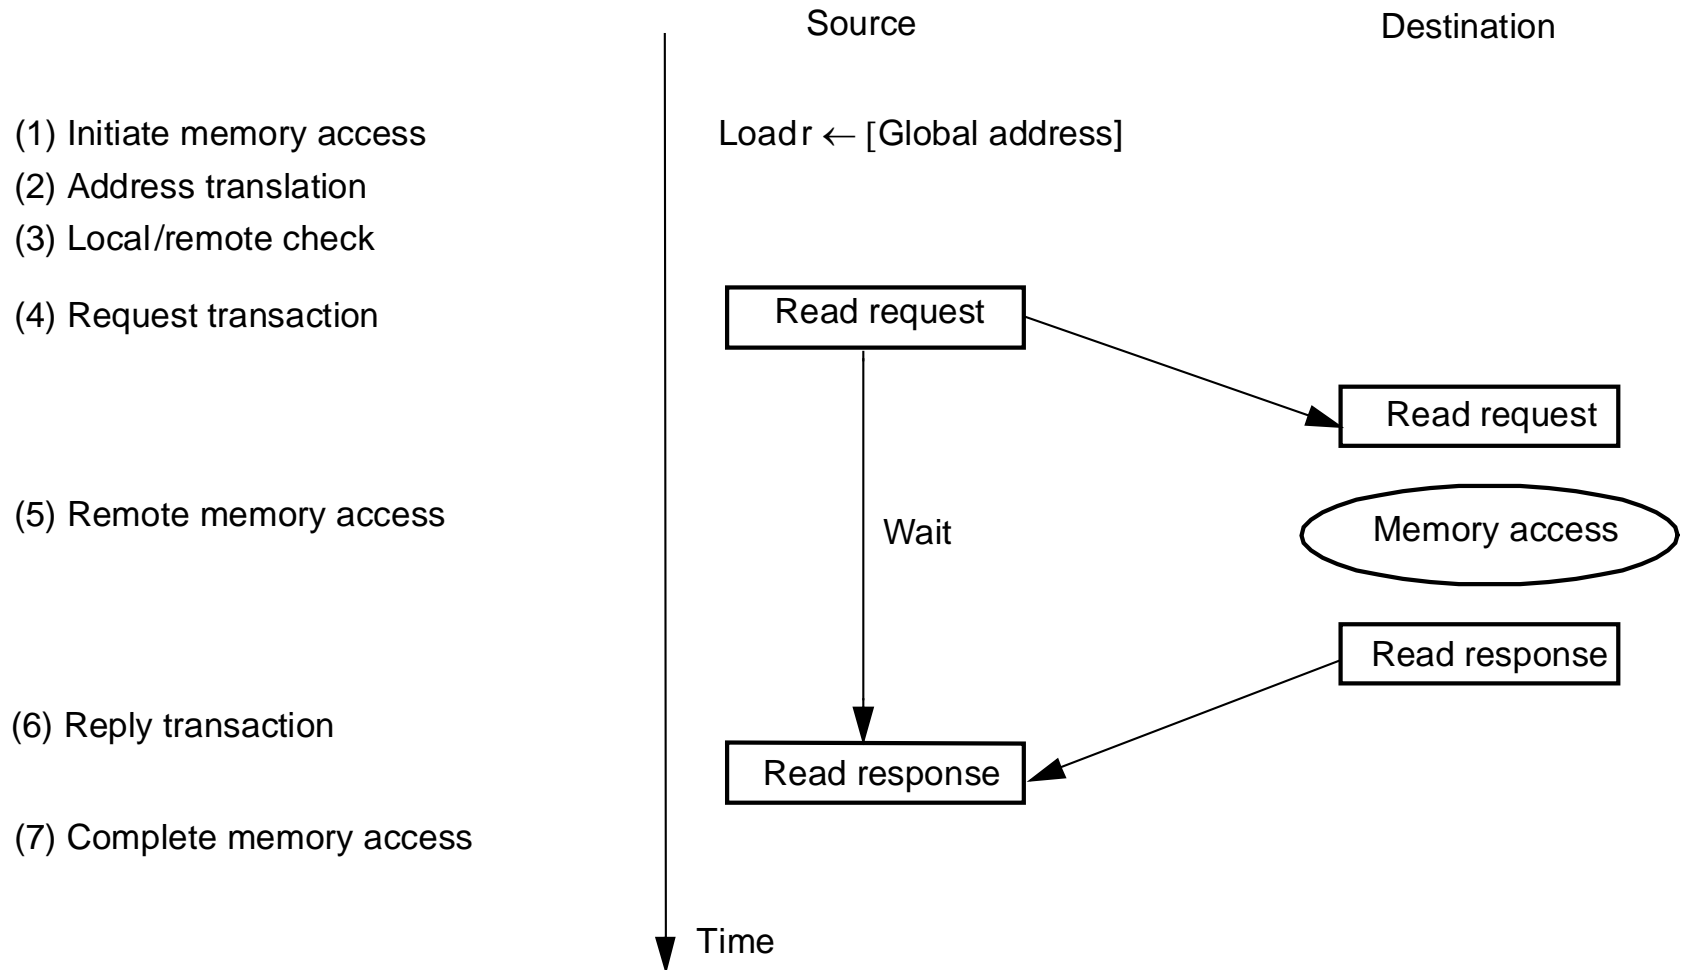 Source
Destination
(1) Initiate memory access
Load r ← [Global address]
(2) Address translation
(3) Local/remote check
(4) Request transaction
Read request
Read request
(5) Remote memory access
Wait
Memory access
Read response
(6) Reply transaction
Read response
(7) Complete memory access
Time